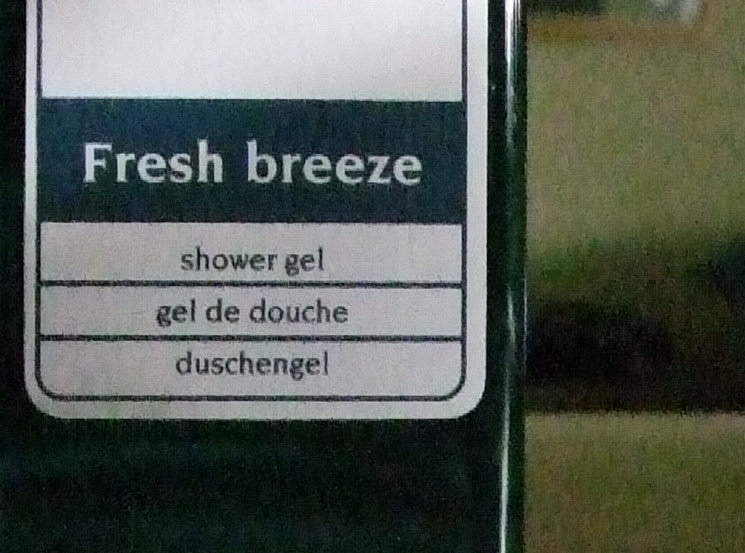 Fresh breeze
shower gel
gel de douche
duschengel